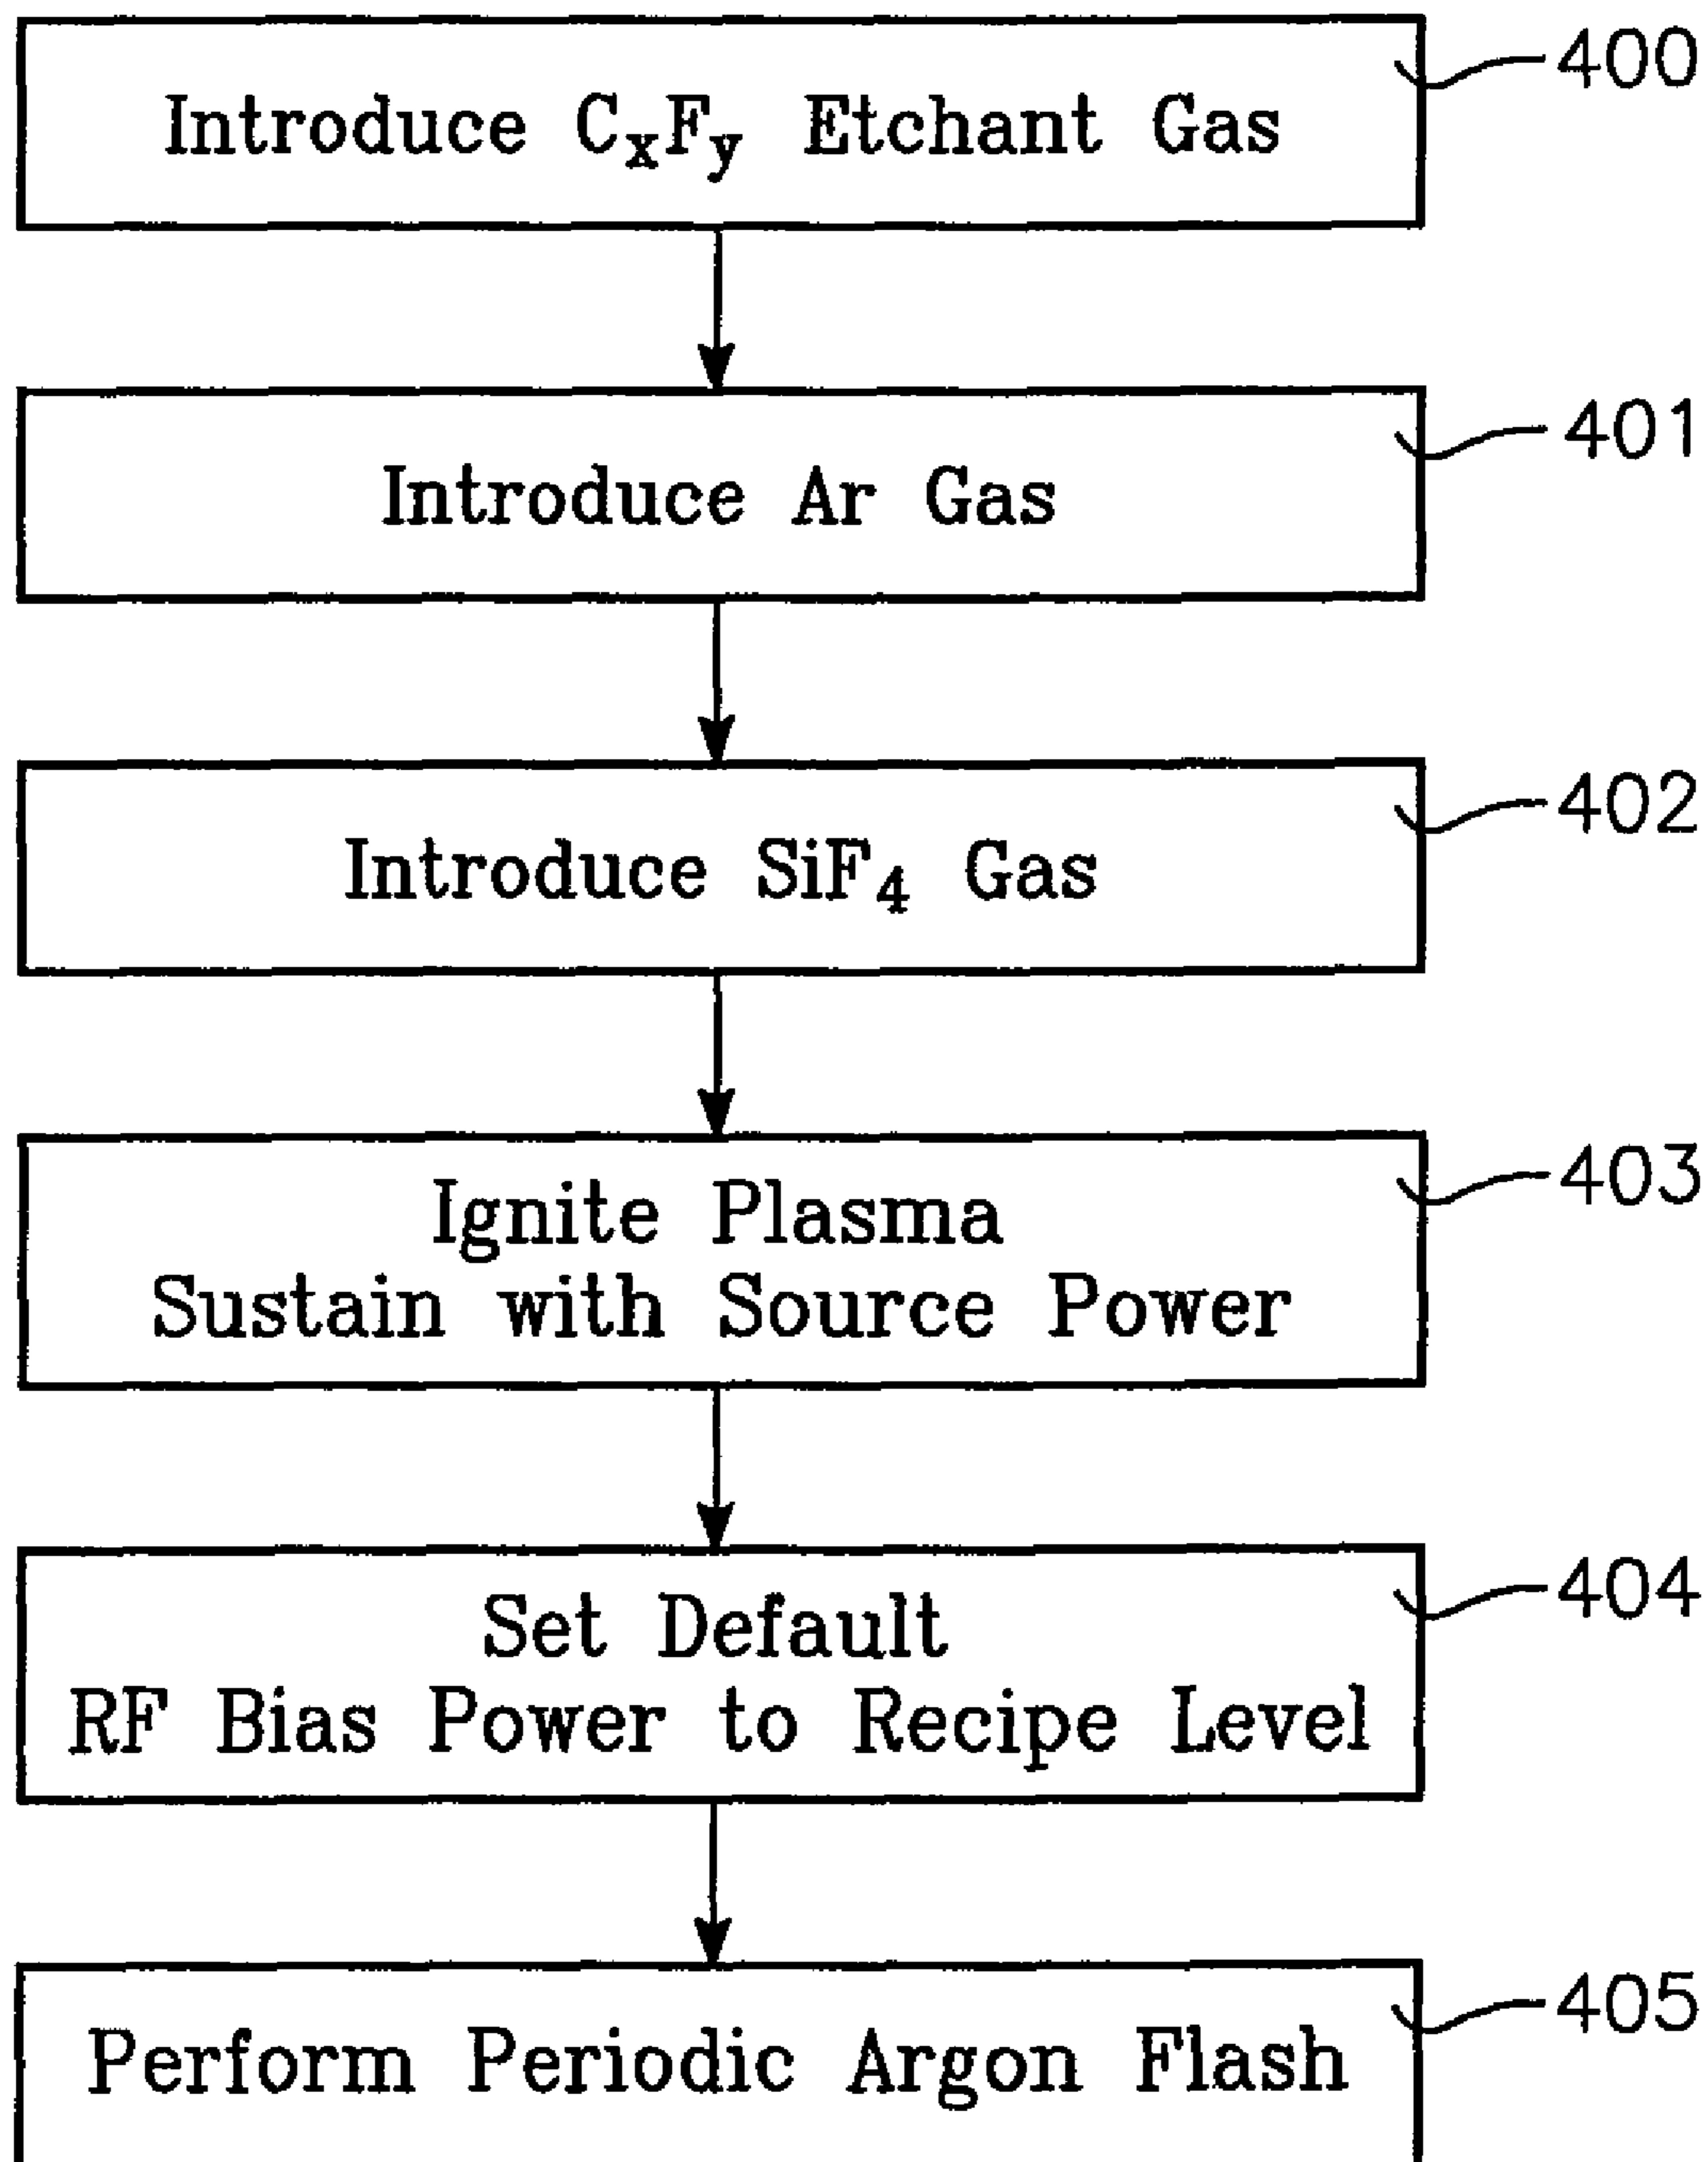 Introduce CxFy Etchant Gas
400
Introduce Ar Gas
401
Introduce SiF4 Gas
402
Ignite Plasma
Sustain with Source Power
403
Set Default
RF Bias Power to Recipe Level
404
Perform Periodic Argon Flash
405